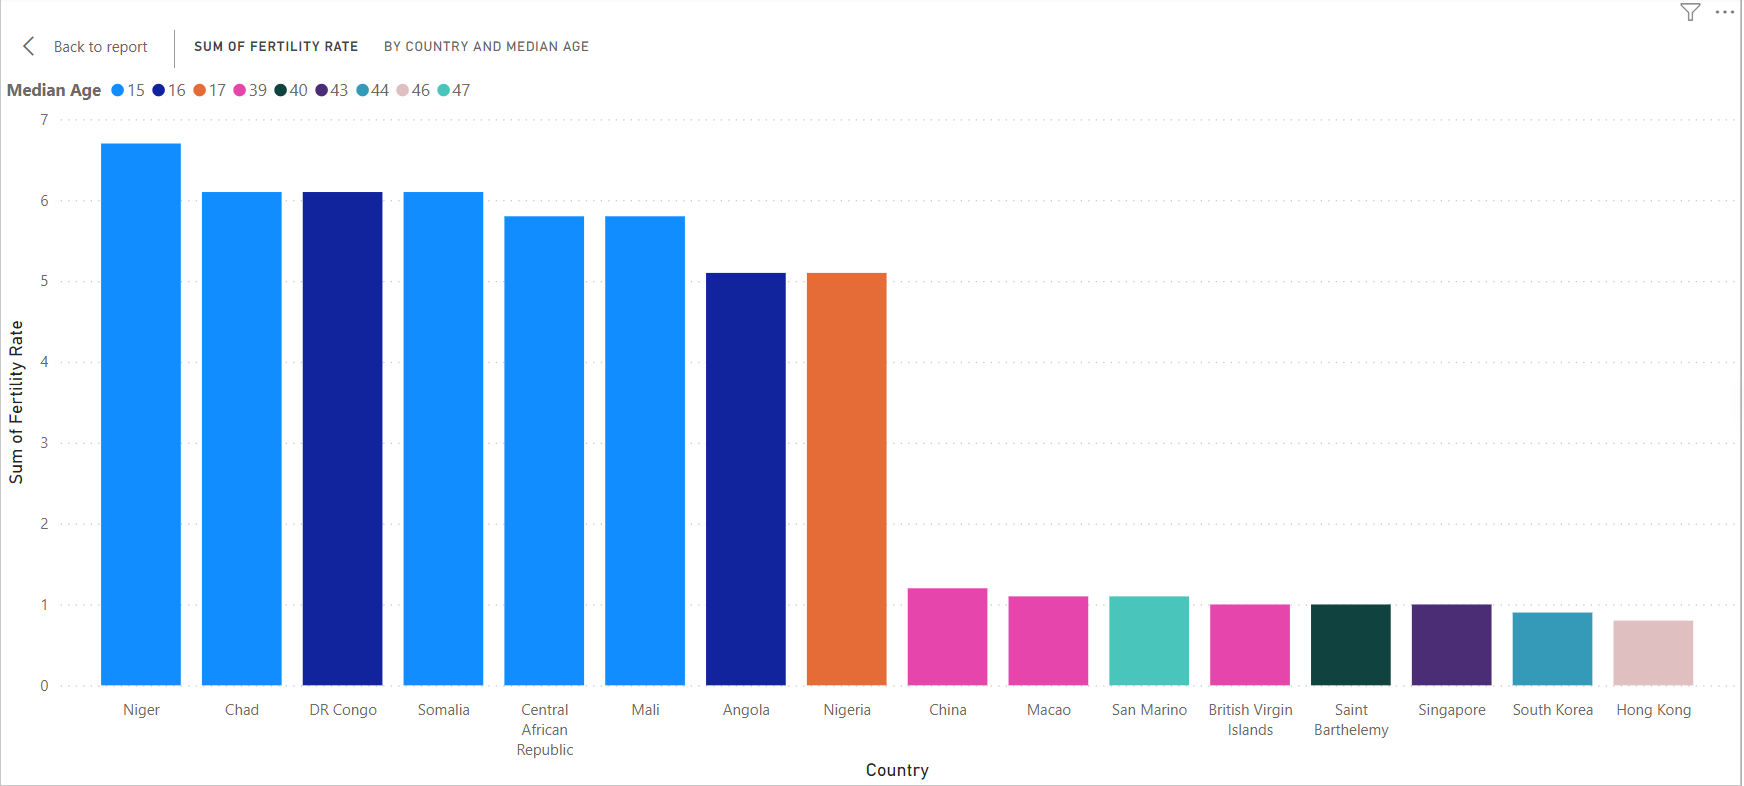 Back to report
SUM OF FERTILITY RATE BY COUNTRY AND MEDIAN AGE
Median Age 15 16 17 39 40 43 44 46 47
Sum of Fertility Rate
7
6
5
4
3
2
1
0
Niger
Chad
DR Congo
Somalia
Central
African
Republic
Mali
Angola
Nigeria
China
Macao
San Marino
British Virgin
Islands
Saint
Barthelemy
Singapore
South Korea
Hong Kong
Country